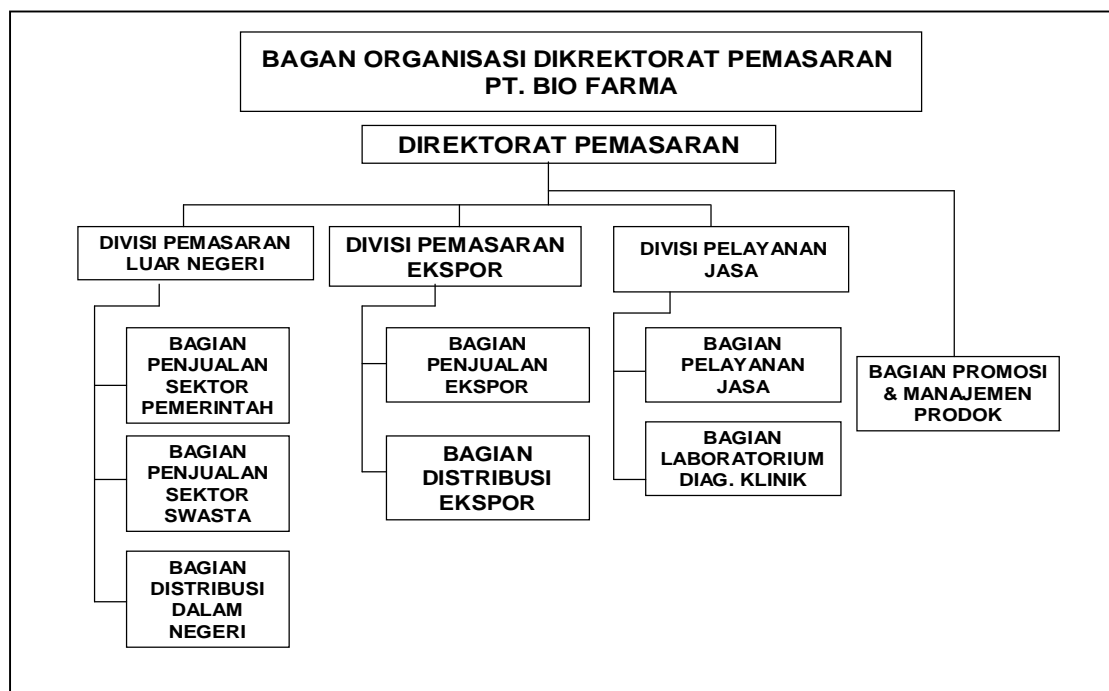 BAGAN ORGANISASI DIKREKTORAT PEMASARAN
PT. BIO FARMA
DIREKTORAT PEMASARAN
DIVISI PEMASARAN
LUAR NEGERI
DIVISI PEMASARAN
EKSPOR
DIVISI PELAYANAN
JASA
BAGIAN
PENJUALAN
SEKTOR
PEMERINTAH
BAGIAN
PENJUALAN
EKSPOR
BAGIAN
PELAYANAN
JASA
BAGIAN PROMOSI
& MANAJEMEN
PRODOK
BAGIAN
PENJUALAN
SEKTOR
SWASTA
BAGIAN
DISTRIBUSI
EKSPOR
BAGIAN
LABORATORIUM
DIAG. KLINIK
BAGIAN
DISTRIBUSI
DALAM
NEGERI